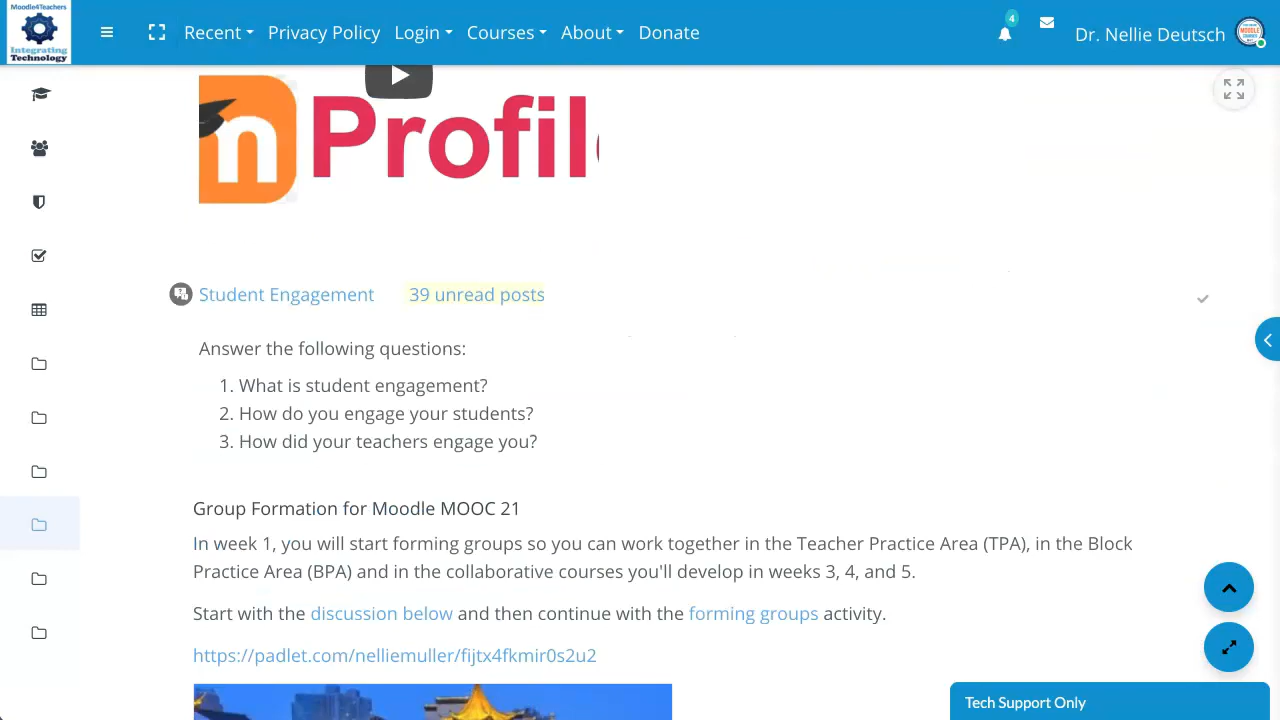 Moodle4Teachers
Integrating
Technology
Recent
Privacy Policy
Login
Courses
About
Donate
4
Dr. Nellie Deutsch
n Profile
Student Engagement
39 unread posts
Answer the following questions:
1. What is student engagement?
2. How do you engage your students?
3. How did your teachers engage you?
Group Formation for Moodle MOOC 21
In week 1, you will start forming groups so you can work together in the Teacher Practice Area (TPA), in the Block
Practice Area (BPA) and in the collaborative courses you'll develop in weeks 3, 4, and 5.
Start with the discussion below and then continue with the forming groups activity.
https://padlet.com/nelliemuller/fijtx4fkmir0s2u2
Tech Support Only